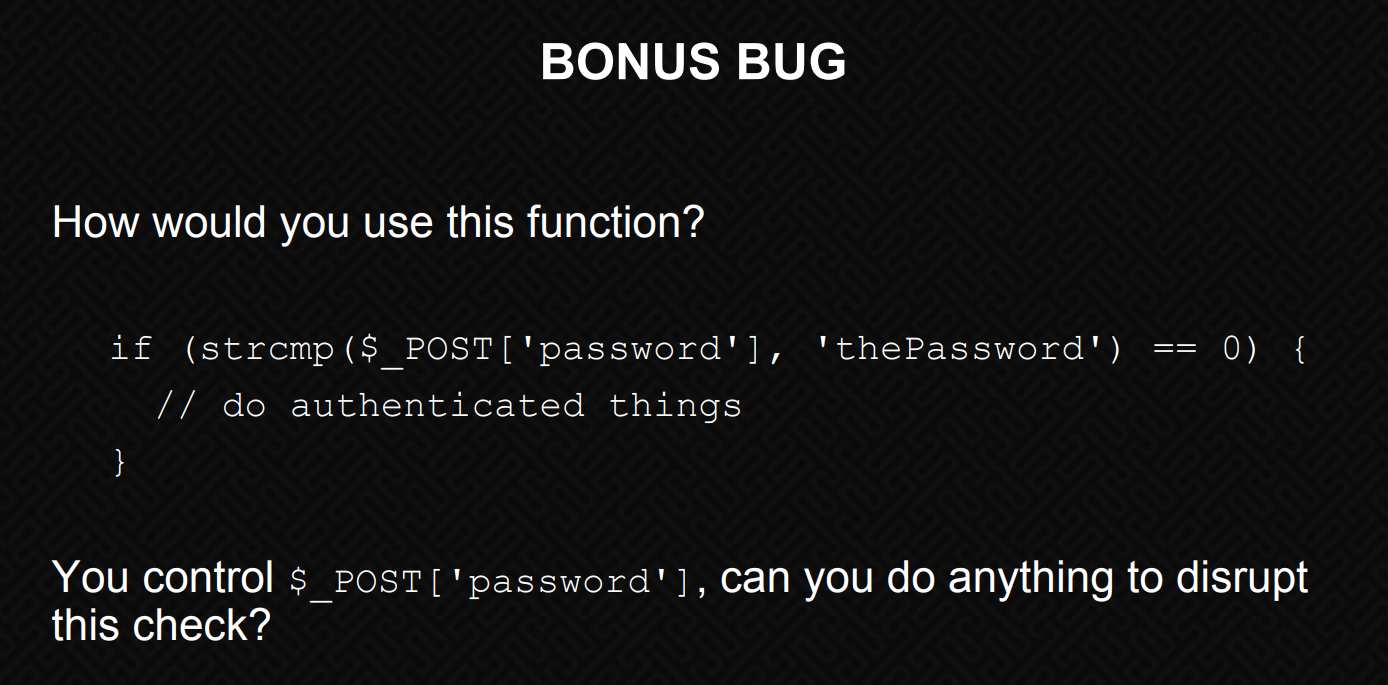 BONUS BUG
How would you use this function?
if (strcmp($_POST['password'], 'thePassword') == 0) {
// do authenticated things
}
You control $_POST['password'], can you do anything to disrupt
this check?